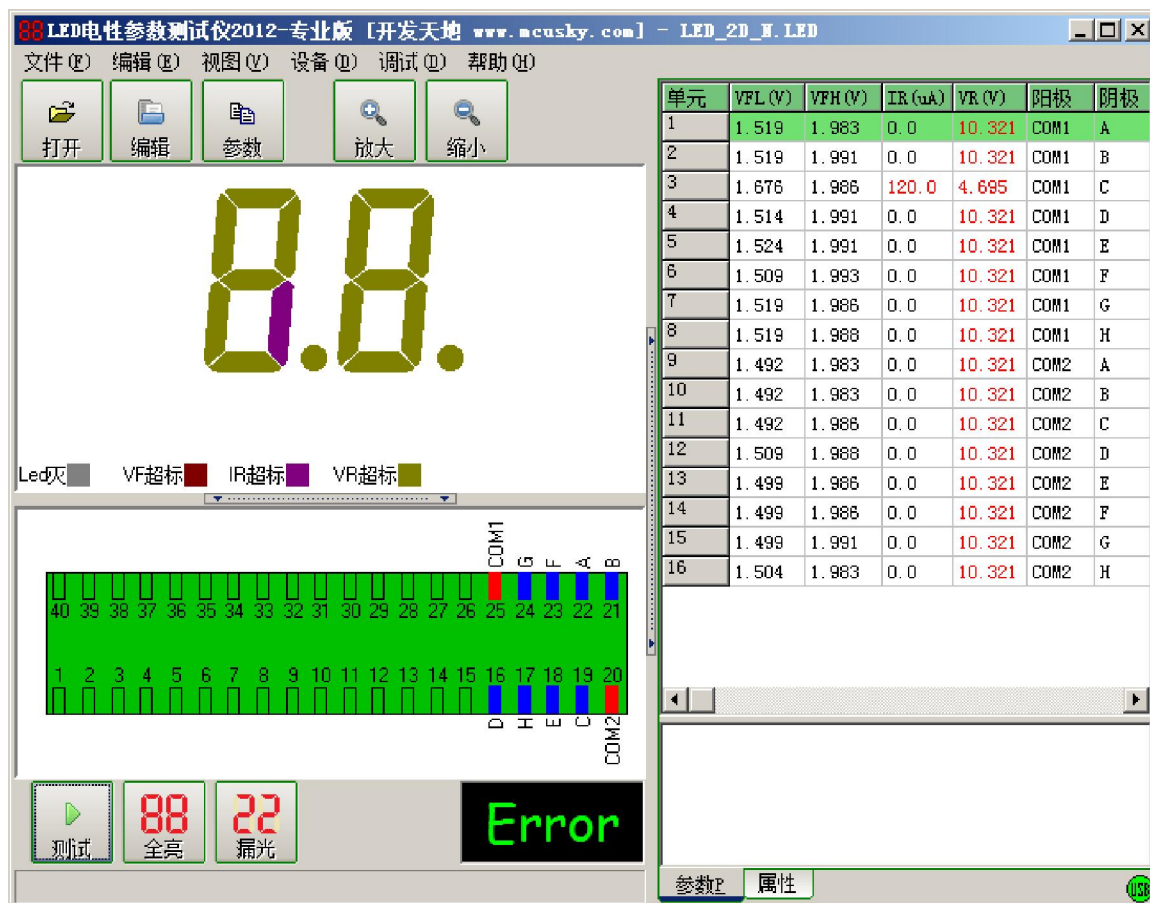 88 LED电性参数测试仪2012-专业版 [开发天地 www.mcusky.com] - LED_2D_N.LED
文件(F) 编辑(E) 视图(V) 设备(D) 调试(D) 帮助(H)
打开 编辑 参数 放大 缩小
8.8.
Led灭 VF超标 IR超标 VR超标
COM1 G F A B
40 39 38 37 36 35 34 33 32 31 30 29 28 27 26 25 24 23 22 21
1 2 3 4 5 6 7 8 9 10 11 12 13 14 15 16 17 18 19 20
D H E C COM2
88 22 Error
测试 全亮 漏光
单元 VFL(V) VFH(V) IR(uA) VR(V) 阳极 阴极
1 1.519 1.983 0.0 10.321 COM1 A
2 1.519 1.991 0.0 10.321 COM1 B
3 1.676 1.986 120.0 4.695 COM1 C
4 1.514 1.991 0.0 10.321 COM1 D
5 1.524 1.991 0.0 10.321 COM1 E
6 1.509 1.993 0.0 10.321 COM1 F
7 1.519 1.986 0.0 10.321 COM1 G
8 1.519 1.988 0.0 10.321 COM1 H
9 1.492 1.983 0.0 10.321 COM2 A
10 1.492 1.983 0.0 10.321 COM2 B
11 1.492 1.986 0.0 10.321 COM2 C
12 1.509 1.988 0.0 10.321 COM2 D
13 1.499 1.986 0.0 10.321 COM2 E
14 1.499 1.986 0.0 10.321 COM2 F
15 1.499 1.991 0.0 10.321 COM2 G
16 1.504 1.983 0.0 10.321 COM2 H
参数P 属性
USB